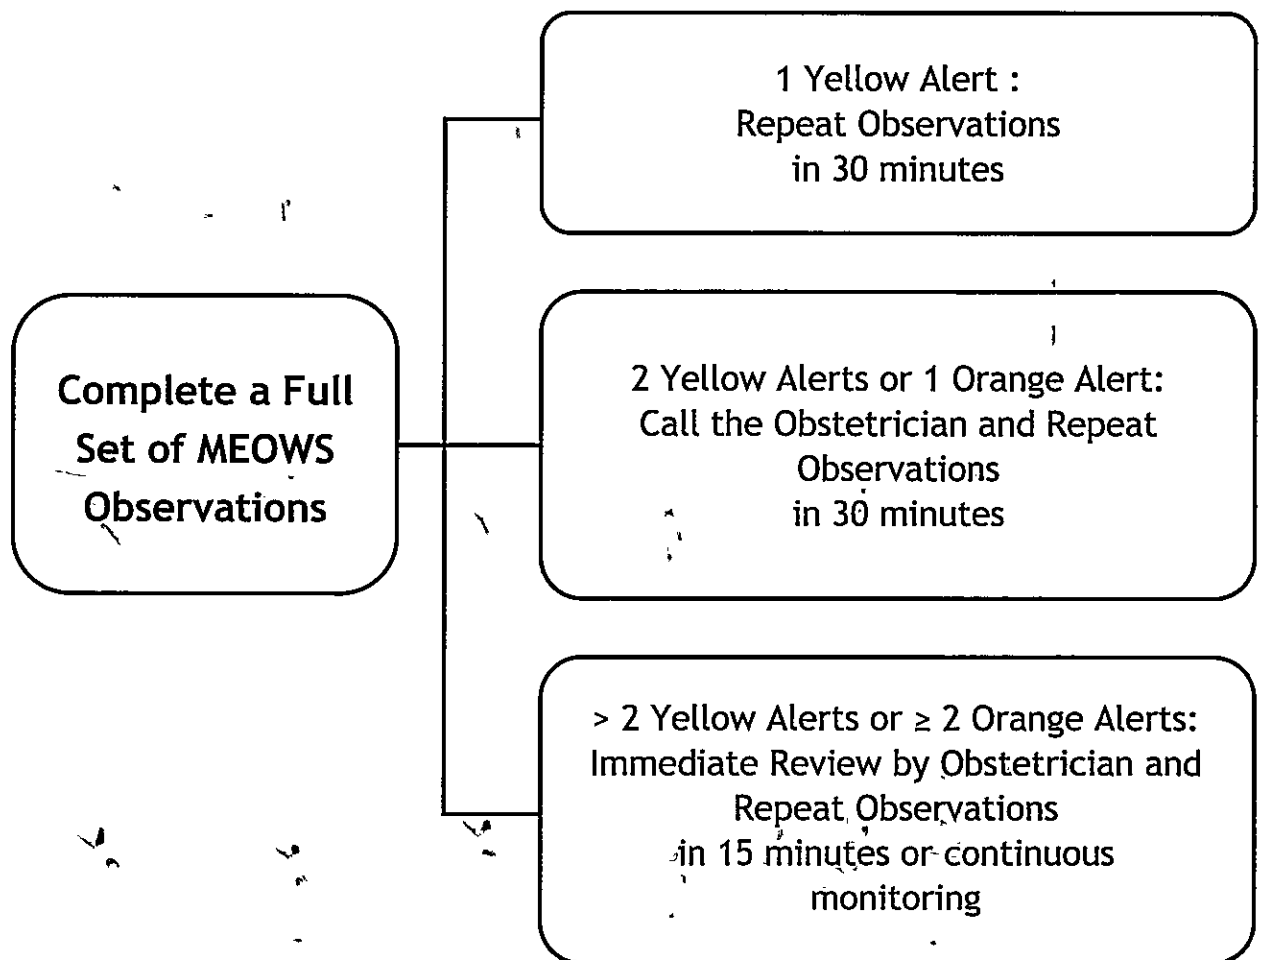 1 Yellow Alert :
Repeat Observations
in 30 minutes
Complete a Full
Set of MEOWS
Observations
2 Yellow Alerts or 1 Orange Alert:
Call the Obstetrician and Repeat
Observations
in 30 minutes
> 2 Yellow Alerts or ≥ 2 Orange Alerts:
Immediate Review by Obstetrician and
Repeat Observations
in 15 minutes or continuous
monitoring